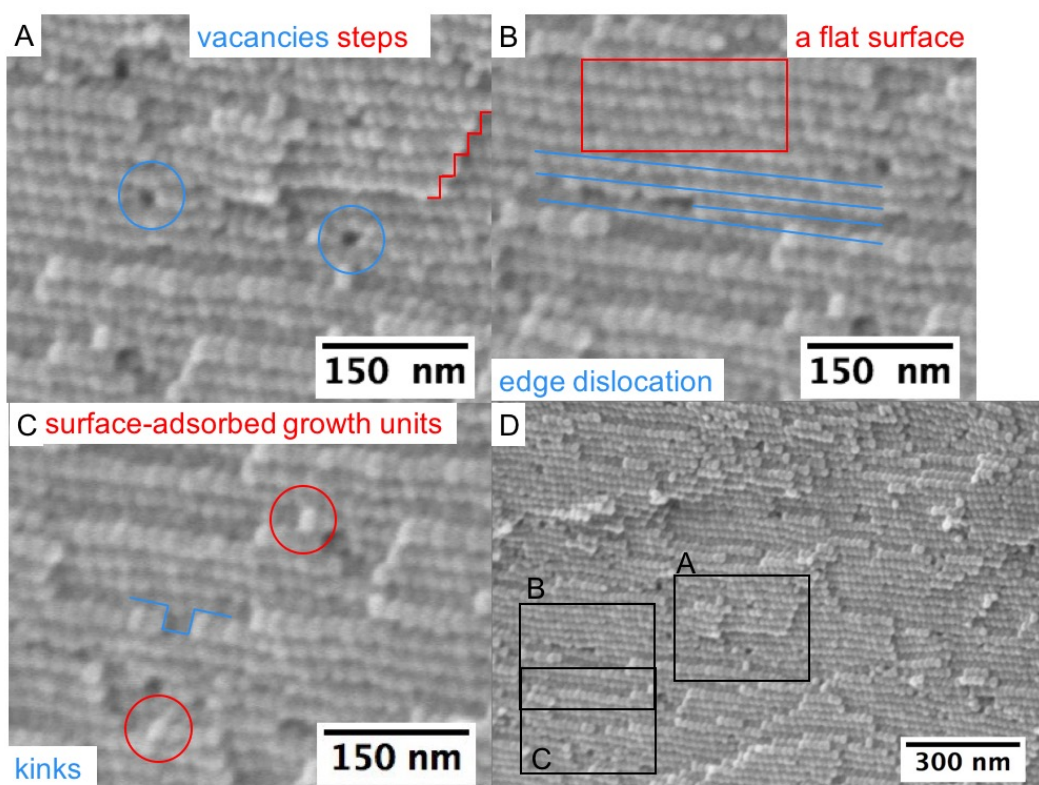 A
vacancies steps
150 nm
B
a flat surface
edge dislocation
150 nm
C
surface-adsorbed growth units
kinks
150 nm
D
A
B
C
300 nm